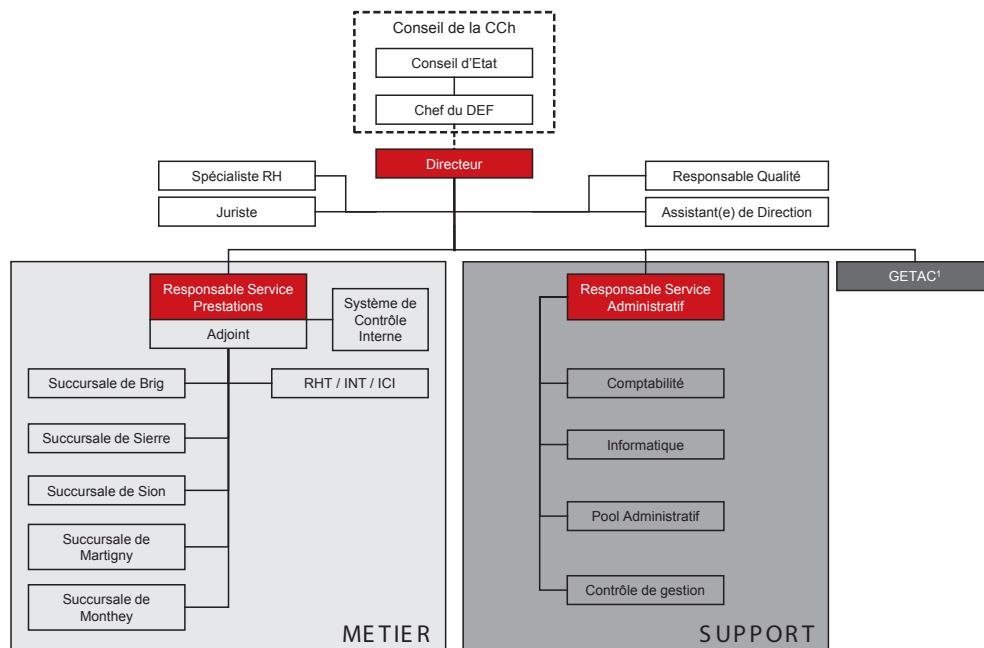 Conseil de la CCh
Conseil d'Etat
Chef du DEF
Directeur
Spécialiste RH
Responsable Qualité
Juriste
Assistant(e) de Direction
GETAC¹
Responsable Service
Prestations
Adjoint
Système de
Contrôle
Interne
Succursale de Brig
RHT / INT / ICI
Succursale de Sierre
Succursale de Sion
Succursale de
Martigny
Succursale de
Monthey
METIER
Responsable Service
Administratif
Comptabilité
Informatique
Pool Administratif
Contrôle de gestion
SUPPORT